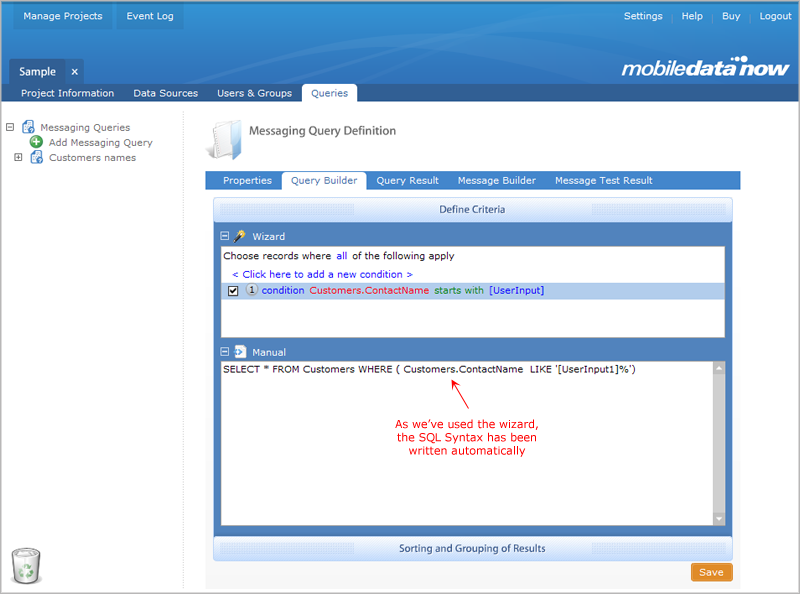 Manage Projects Event Log Settings Help Buy Logout
Sample x
mobiledatanow
Project Information Data Sources Users & Groups Queries
Messaging Queries
Add Messaging Query
Customers names
Messaging Query Definition
Properties Query Builder Query Result Message Builder Message Test Result
Define Criteria
Wizard
Choose records where all of the following apply
< Click here to add a new condition >
1 condition Customers.ContactName starts with [UserInput]
Manual
SELECT * FROM Customers WHERE ( Customers.ContactName LIKE '[UserInput1]%')
As we've used the wizard,
the SQL Syntax has been
written automatically
Sorting and Grouping of Results
Save